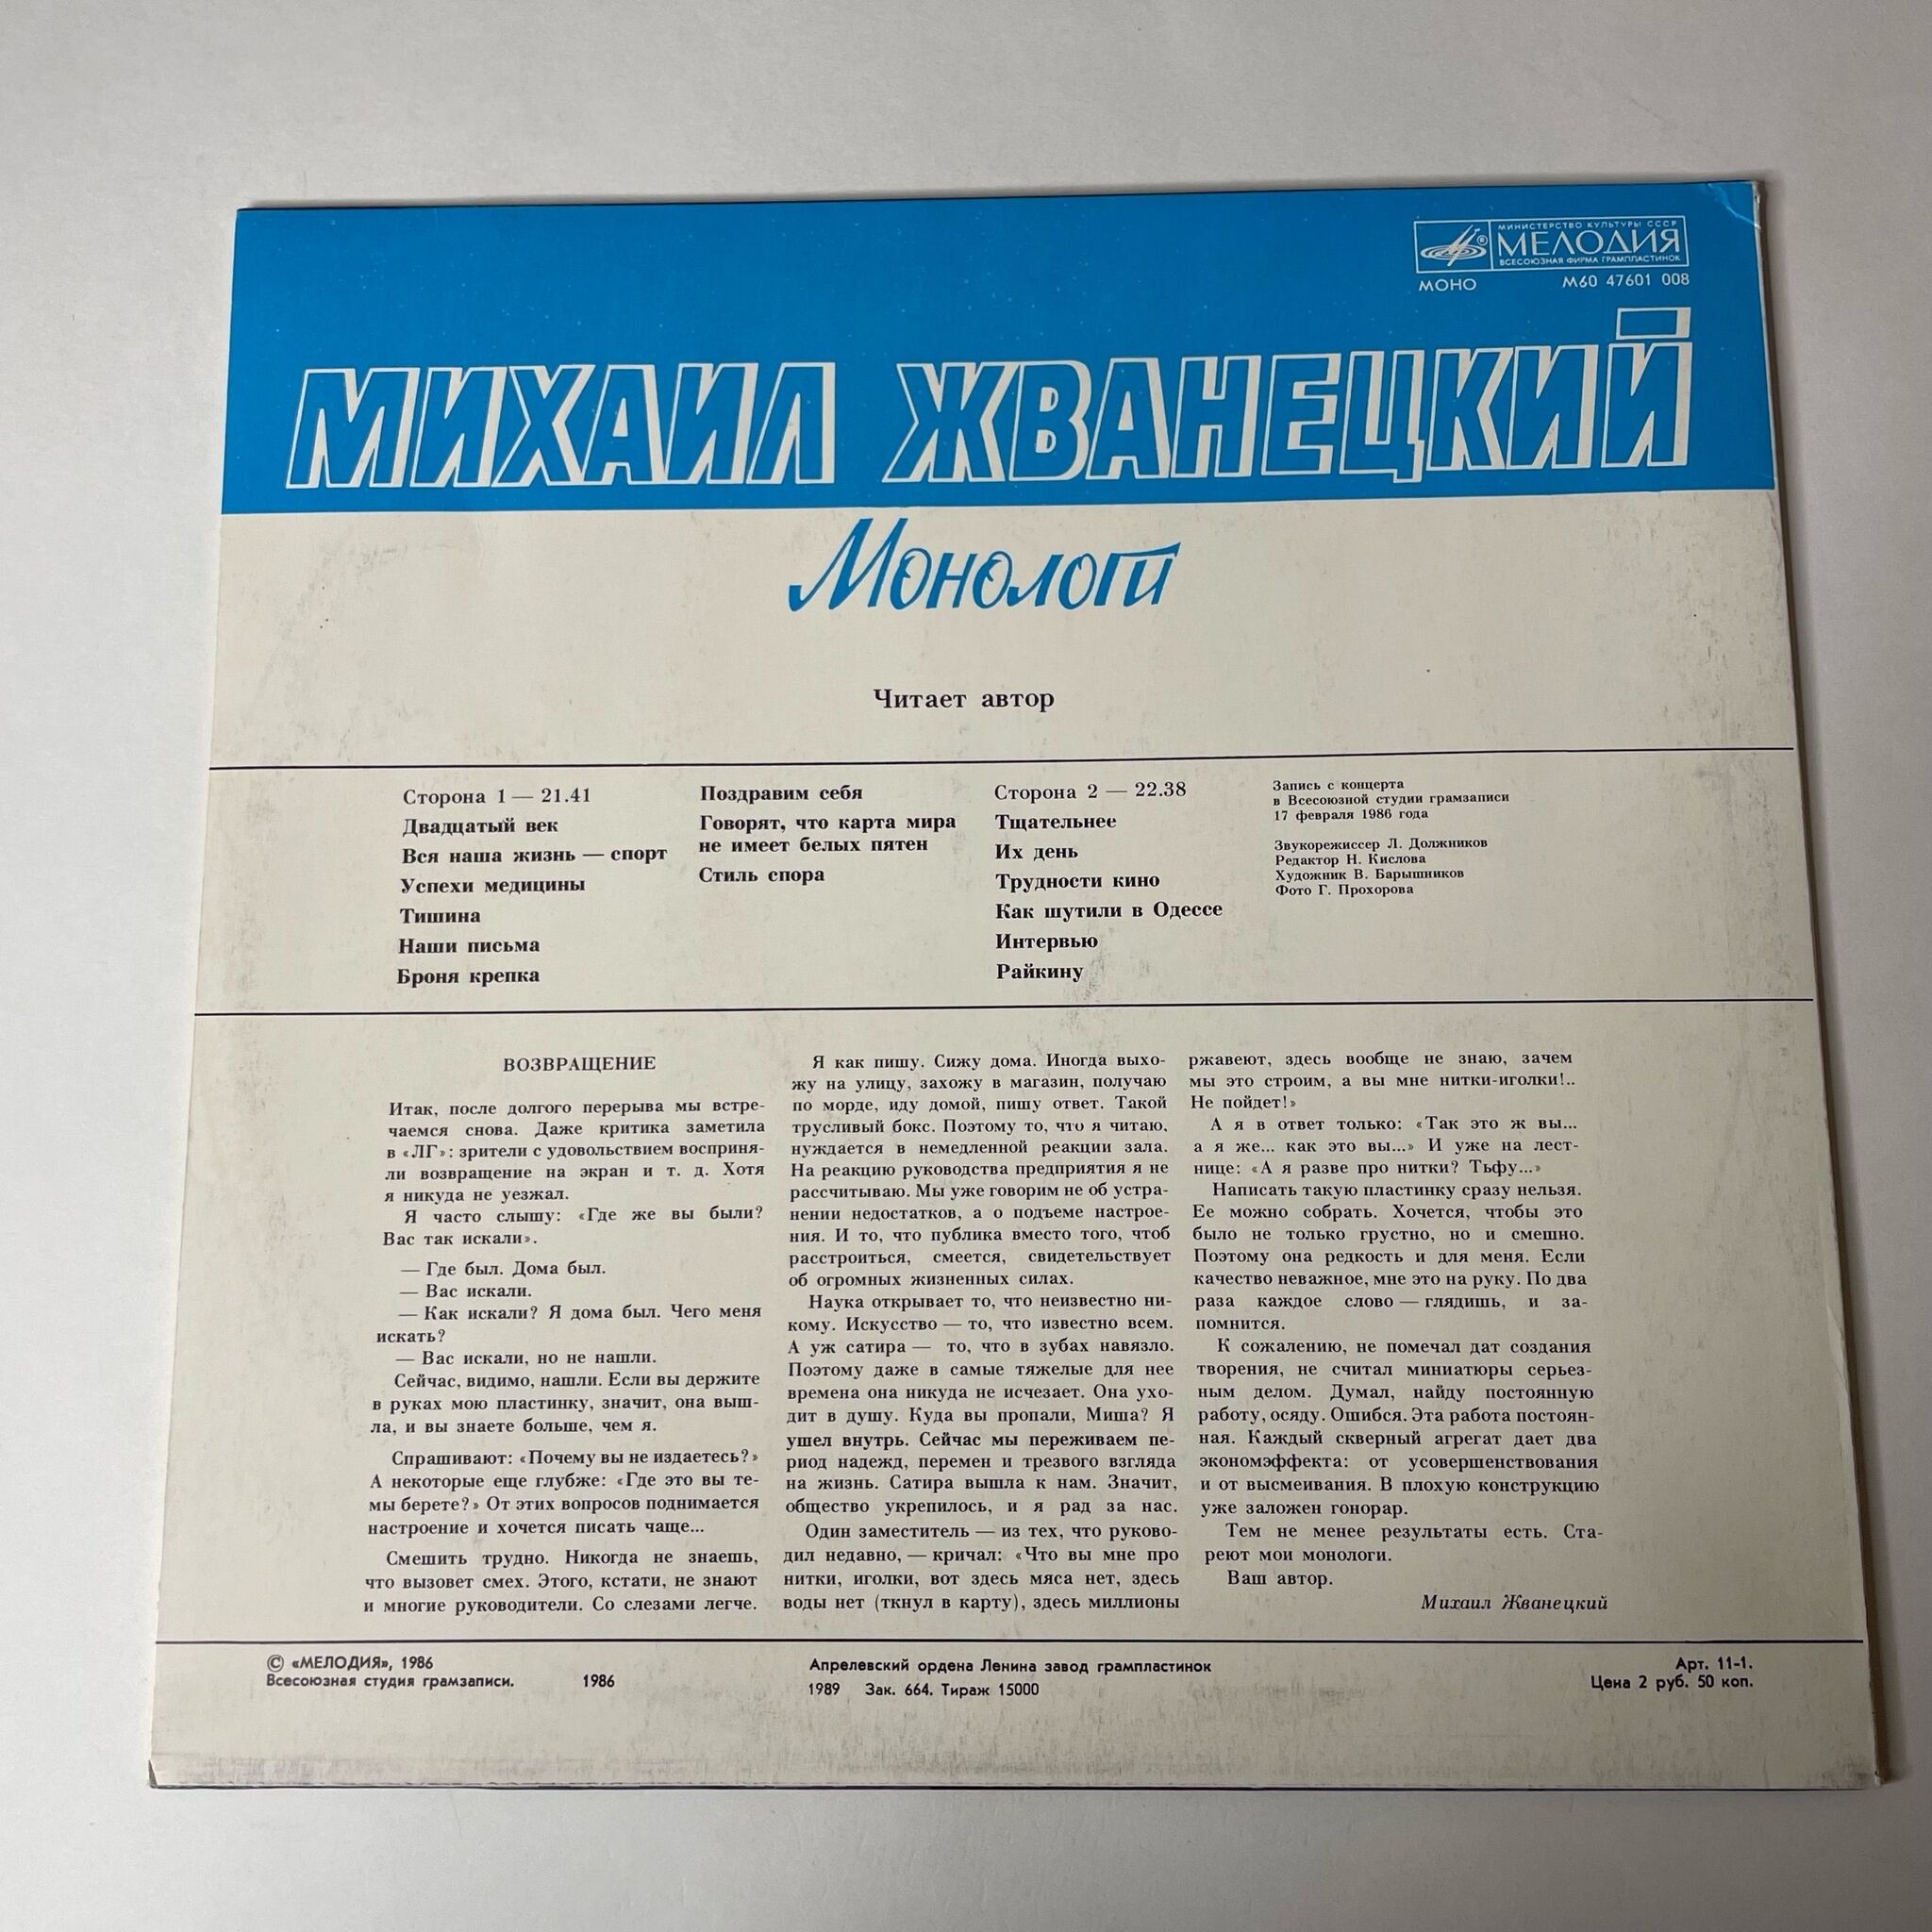 МИНИСТЕРСТВО КУЛЬТУРЫ СССР
МЕЛОДИЯ
ВСЕСОЮЗНАЯ ФИРМА ГРАМПЛАСТИНОК
МОНО М60 47601 008
МИХАИЛ ЖВАНЕЦКИЙ
Монологи
Читает автор
Сторона 1 — 21.41
Двадцатый век
Вся наша жизнь — спорт
Успехи медицины
Тишина
Наши письма
Броня крепка
Поздравим себя
Говорят, что карта мира
не имеет белых пятен
Стиль спора
Сторона 2 — 22.38
Тщательнее
Их день
Трудности кино
Как шутили в Одессе
Интервью
Райкину
Запись с концерта
в Всесоюзной студии грамзаписи
17 февраля 1986 года
Звукорежиссер Л. Должников
Редактор Н. Кислова
Художник В. Барышников
Фото Г. Прохорова
ВОЗВРАЩЕНИЕ
Итак, после долгого перерыва мы встре-
чаемся снова. Даже критика заметила
в «ЛГ»: зрители с удовольствием восприня-
ли возвращение на экран и т. д. Хотя
я никуда не уезжал.
Я часто слышу: «Где же вы были?
Вас так искали».
— Где был. Дома был.
— Вас искали.
— Как искали? Я дома был. Чего меня
искать?
— Вас искали, но не нашли.
Сейчас, видимо, нашли. Если вы держите
в руках мою пластинку, значит, она выш-
ла, и вы знаете больше, чем я.
Спрашивают: «Почему вы не издаетесь?»
А некоторые еще глубже: «Где это вы те-
мы берете?» От этих вопросов поднимается
настроение и хочется писать чаще...
Смешить трудно. Никогда не знаешь,
что вызовет смех. Этого, кстати, не знают
и многие руководители. Со слезами легче.
Я как пишу. Сижу дома. Иногда выхо-
жу на улицу, захожу в магазин, получаю
по морде, иду домой, пишу ответ. Такой
трусливый бокс. Поэтому то, что я читаю,
нуждается в немедленной реакции зала.
На реакцию руководства предприятия я не
рассчитываю. Мы уже говорим не об устра-
нении недостатков, а о подъеме настрое-
ния. И то, что публика вместо того, чтоб
расстроиться, смеется, свидетельствует
об огромных жизненных силах.
Наука открывает то, что неизвестно ни-
кому. Искусство — то, что известно всем.
А уж сатира — то, что в зубах навязло.
Поэтому даже в самые тяжелые для нее
времена она никуда не исчезает. Она ухо-
дит в душу. Куда вы пропали, Миша? Я
ушел внутрь. Сейчас мы переживаем пе-
риод надежд, перемен и трезвого взгляда
на жизнь. Сатира вышла к нам. Значит,
общество укрепилось, и я рад за нас.
Один заместитель — из тех, что руково-
дил недавно, — кричал: «Что вы мне про
нитки, иголки, вот здесь мяса нет, здесь
воды нет (ткнул в карту), здесь миллионы
ржавеют, здесь вообще не знаю, зачем
мы это строим, а вы мне нитки-иголки!..
Не пойдет!»
А я в ответ только: «Так это ж вы...
а я же... как это вы...» И уже на лест-
нице: «А я разве про нитки? Тьфу...»
Написать такую пластинку сразу нельзя.
Ее можно собрать. Хочется, чтобы это
было не только грустно, но и смешно.
Поэтому она редкость и для меня. Если
качество неважное, мне это на руку. По два
раза каждое слово — глядишь, и за-
помнится.
К сожалению, не помечал дат создания
творения, не считал миниатюры серьез-
ным делом. Думал, найду постоянную
работу, осяду. Ошибся. Эта работа постоян-
ная. Каждый скверный агрегат дает два
экономэффекта: от усовершенствования
и от высмеивания. В плохую конструкцию
уже заложен гонорар.
Тем не менее результаты есть. Ста-
реют мои монологи.
Ваш автор.
Михаил Жванецкий
© «МЕЛОДИЯ», 1986
Всесоюзная студия грамзаписи. 1986
Апрелевский ордена Ленина завод грампластинок
1989 Зак. 664. Тираж 15000
Арт. 11-1.
Цена 2 руб. 50 коп.